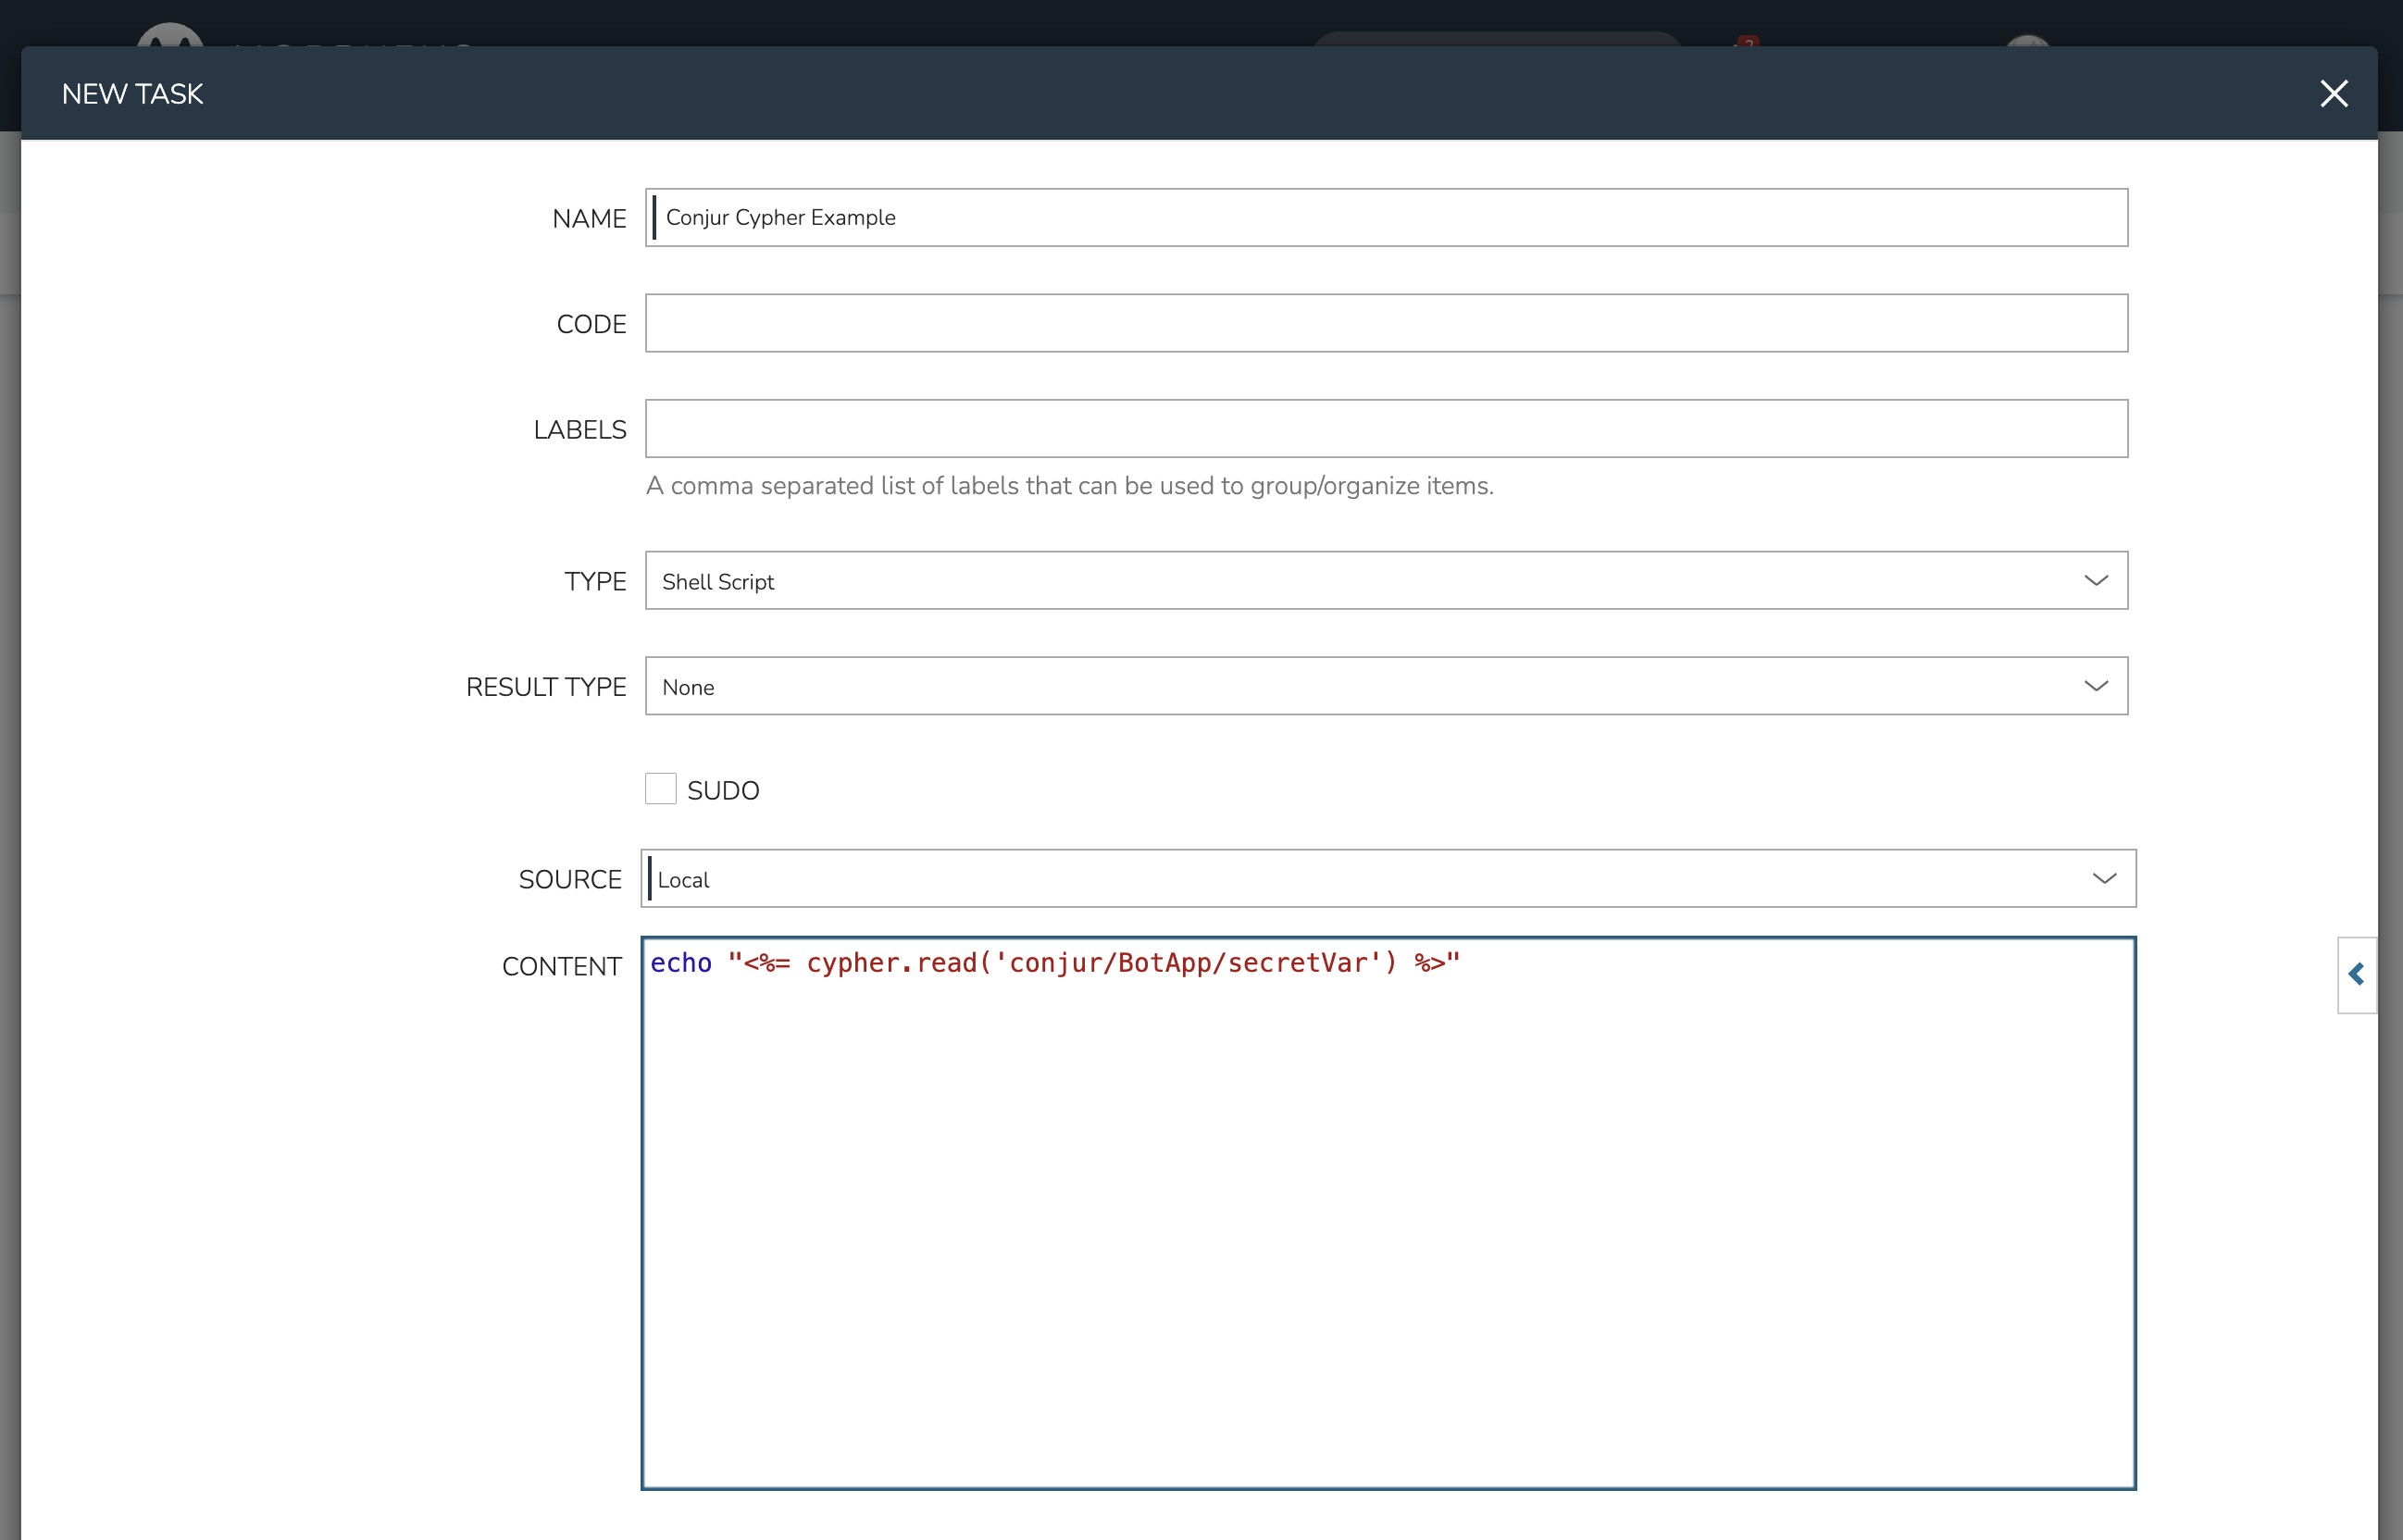 NEW TASK
NAME
Conjur Cypher Example
CODE
LABELS
A comma separated list of labels that can be used to group/organize items.
TYPE
Shell Script
RESULT TYPE
None
SUDO
SOURCE
Local
CONTENT
echo "<%= cypher.read('conjur/BotApp/secretVar') %>"